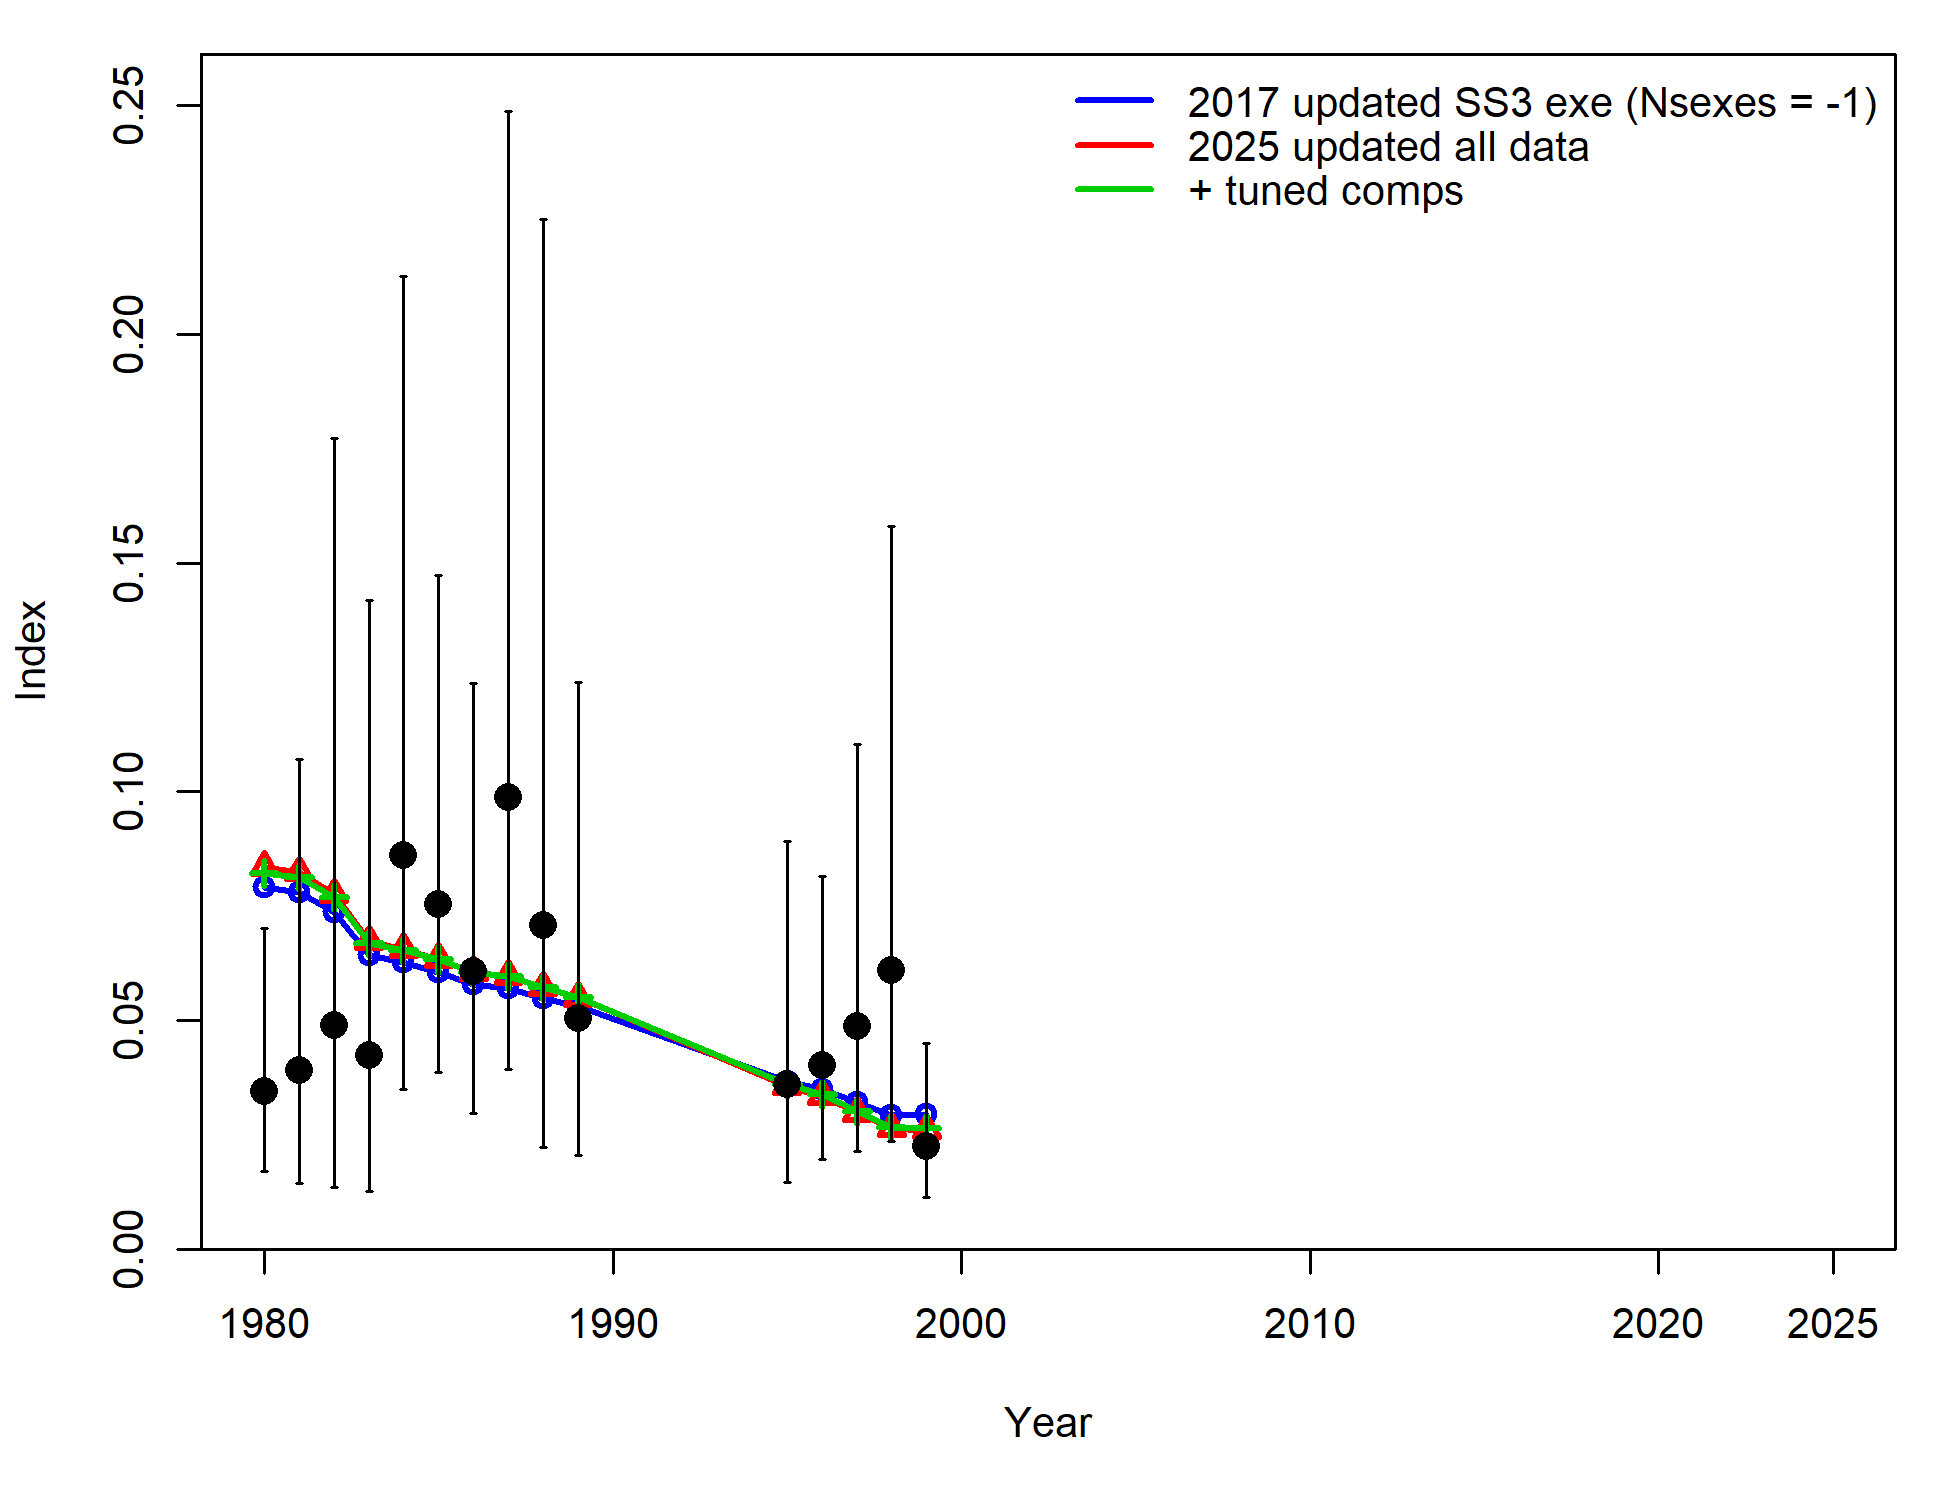 2017 updated SS3 exe (Nsexes = -1)
2025 updated all data
+ tuned comps
0.25
0.20
0.15
0.10
0.05
0.00
Index
1980 1990 2000 2010 2020 2025
Year